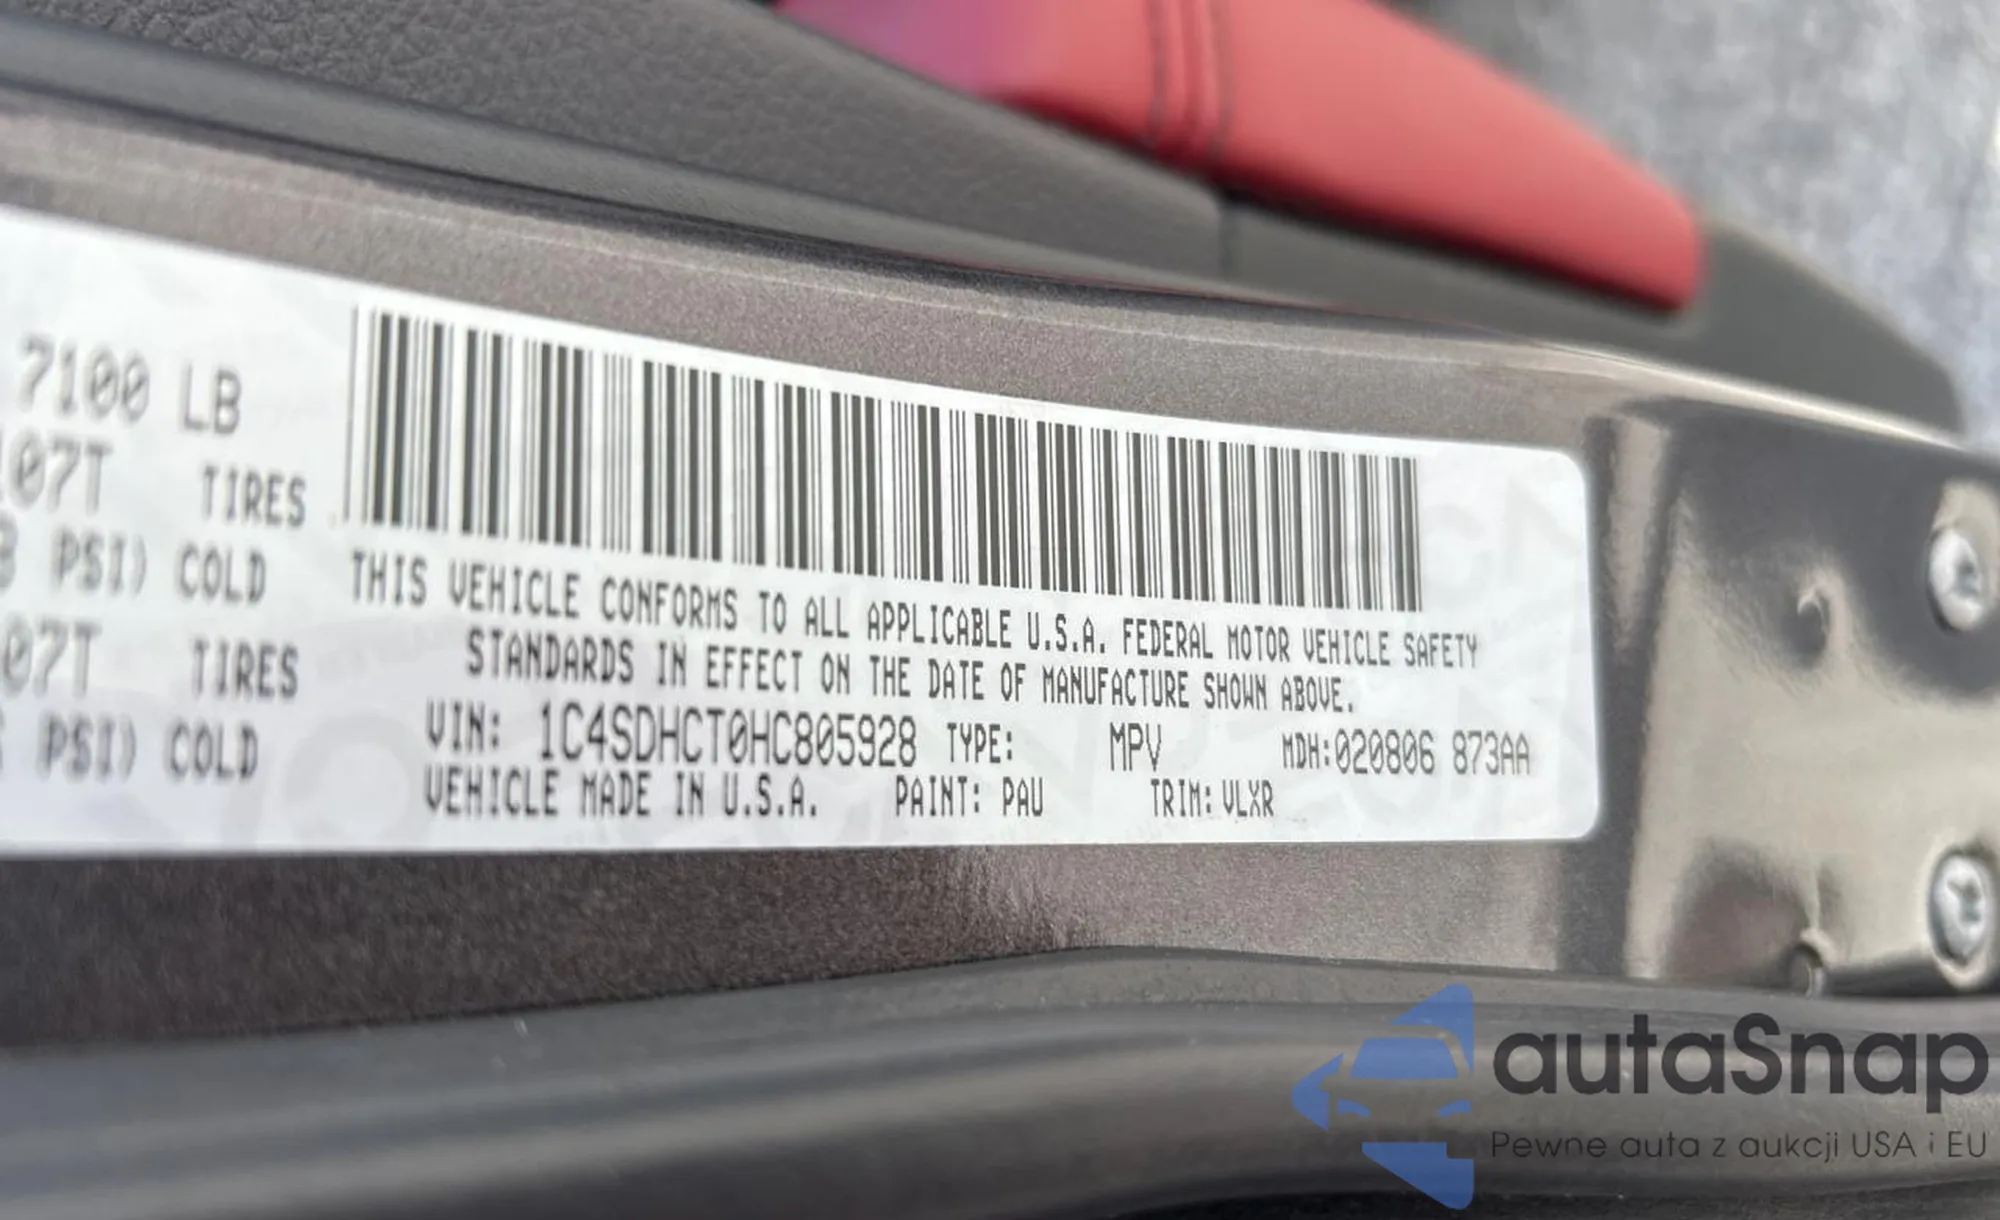 7100 LB
07T TIRES
PSI) COLD
07T TIRES
PSI) COLD
THIS VEHICLE CONFORMS TO ALL APPLICABLE U.S.A. FEDERAL MOTOR VEHICLE SAFETY
STANDARDS IN EFFECT ON THE DATE OF MANUFACTURE SHOWN ABOVE.
VIN: 1C4SDHCT0HC805928 TYPE: MPV MDH:020806 873AA
VEHICLE MADE IN U.S.A. PAINT: PAU TRIM: VLXR
autaSnap
Pewne auta z aukcji USA i EU